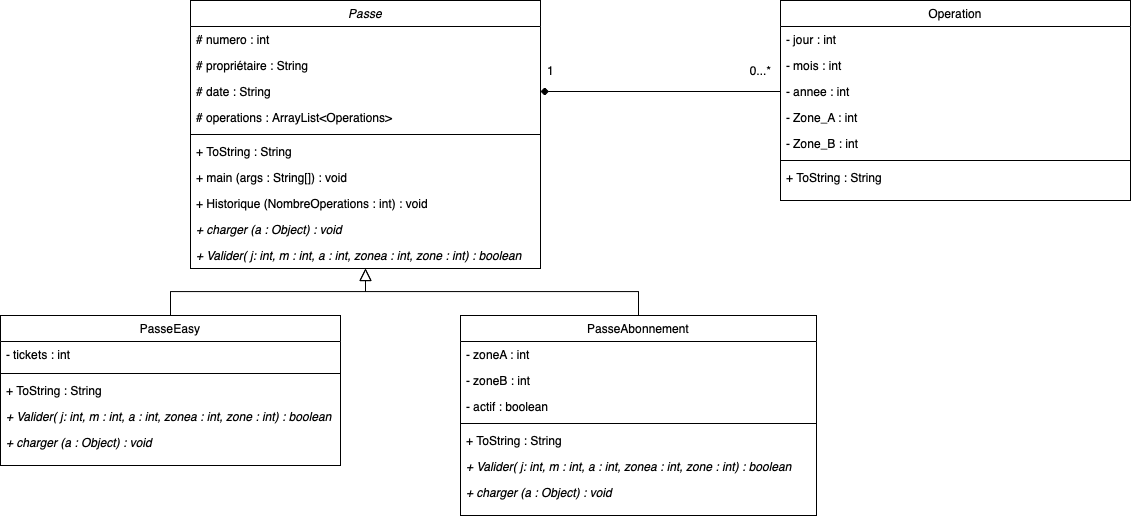 Passe
# numero : int
# propriétaire : String
# date : String
# operations : ArrayList<Operations>
+ ToString : String
+ main (args : String[]) : void
+ Historique (NombreOperations : int) : void
+ charger (a : Object) : void
+ Valider( j: int, m : int, a : int, zonea : int, zone : int) : boolean
1
0...*
Operation
- jour : int
- mois : int
- annee : int
- Zone_A : int
- Zone_B : int
+ ToString : String
PasseEasy
- tickets : int
+ ToString : String
+ Valider( j: int, m : int, a : int, zonea : int, zone : int) : boolean
+ charger (a : Object) : void
PasseAbonnement
- zoneA : int
- zoneB : int
- actif : boolean
+ ToString : String
+ Valider( j: int, m : int, a : int, zonea : int, zone : int) : boolean
+ charger (a : Object) : void